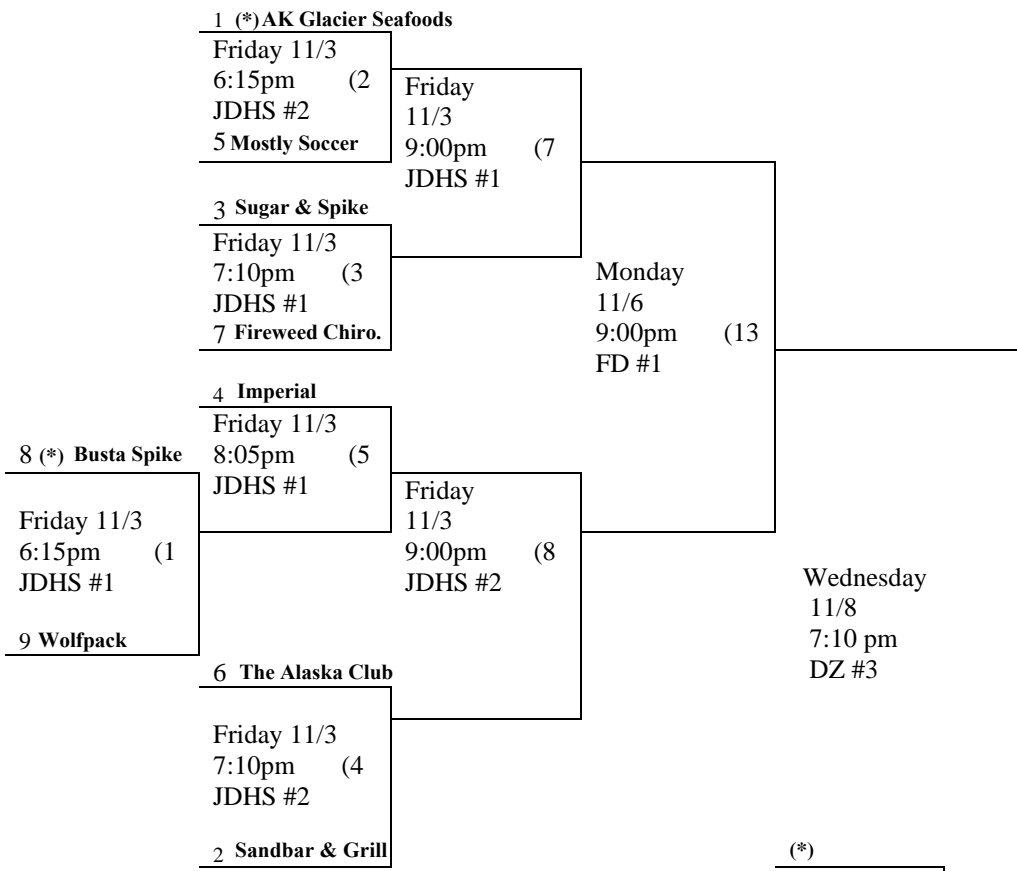 1 (*) AK Glacier Seafoods
Friday 11/3
6:15pm (2
JDHS #2
5 Mostly Soccer
Friday
11/3
9:00pm (7
JDHS #1
3 Sugar & Spike
Friday 11/3
7:10pm (3
JDHS #1
7 Fireweed Chiro.
Monday
11/6
9:00pm (13
FD #1
4 Imperial
Friday 11/3
8:05pm (5
JDHS #1
8 (*) Busta Spike
Friday 11/3
6:15pm (1
JDHS #1
9 Wolfpack
Friday
11/3
9:00pm (8
JDHS #2
Wednesday
11/8
7:10 pm
DZ #3
6 The Alaska Club
Friday 11/3
7:10pm (4
JDHS #2
2 Sandbar & Grill
(*)